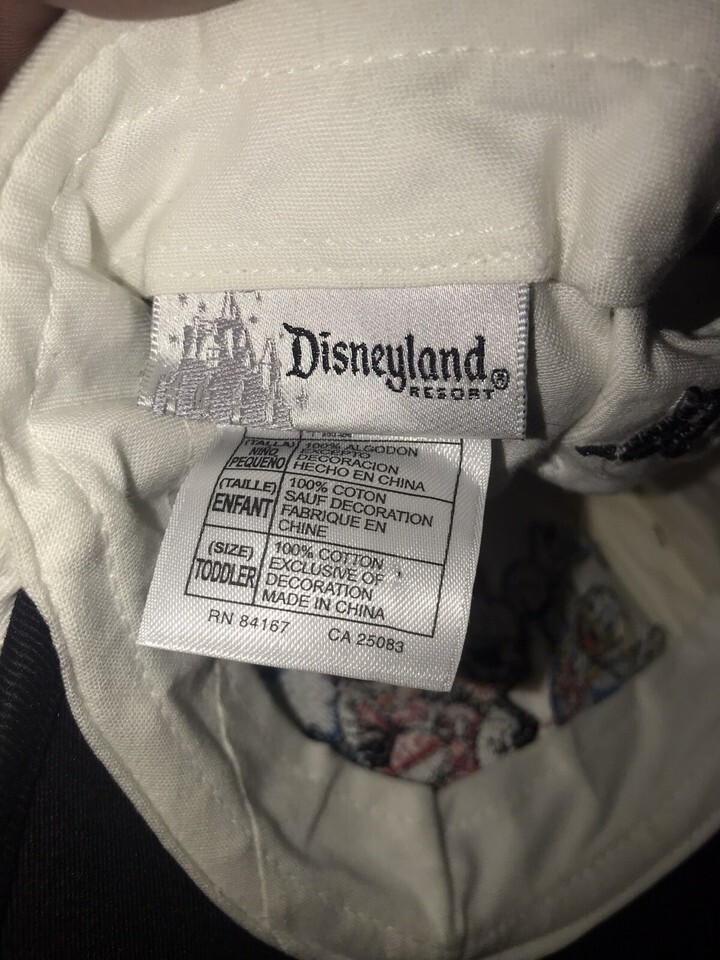 Disneyland®
RESORT
(TALLA) 100% ALGODON
NIÑO EXCEPTO
PEQUEÑO DECORACION
HECHO EN CHINA
(TAILLE) 100% COTON
ENFANT SAUF DECORATION
FABRIQUE EN
CHINE
(SIZE) 100% COTTON
TODDLER EXCLUSIVE OF
DECORATION
MADE IN CHINA
RN 84167 CA 25083